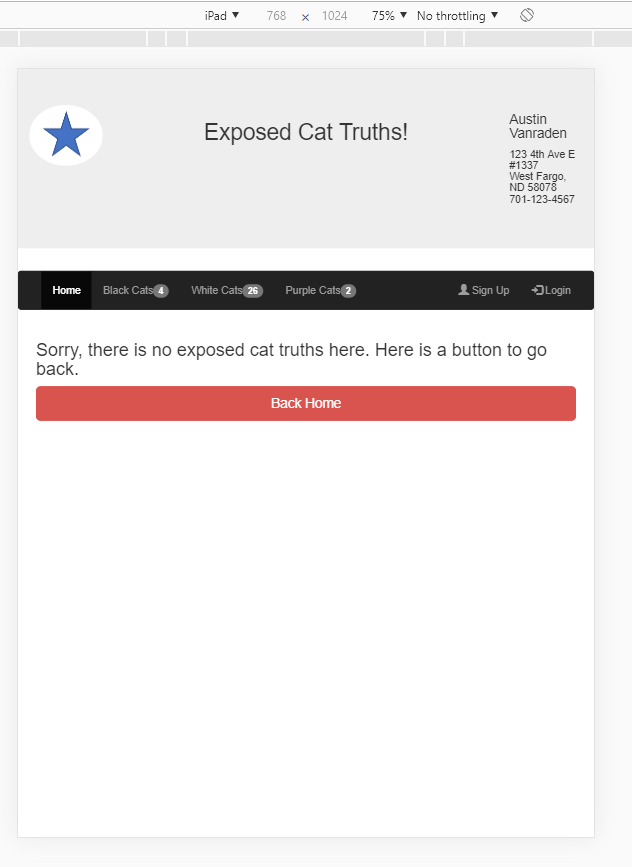 iPad ▼ 768 × 1024 75% ▼ No throttling ▼
Exposed Cat Truths!
Austin
Vanraden
123 4th Ave E
#1337
West Fargo,
ND 58078
701-123-4567
Home Black Cats 4 White Cats 26 Purple Cats 2 Sign Up Login
Sorry, there is no exposed cat truths here. Here is a button to go
back.
Back Home